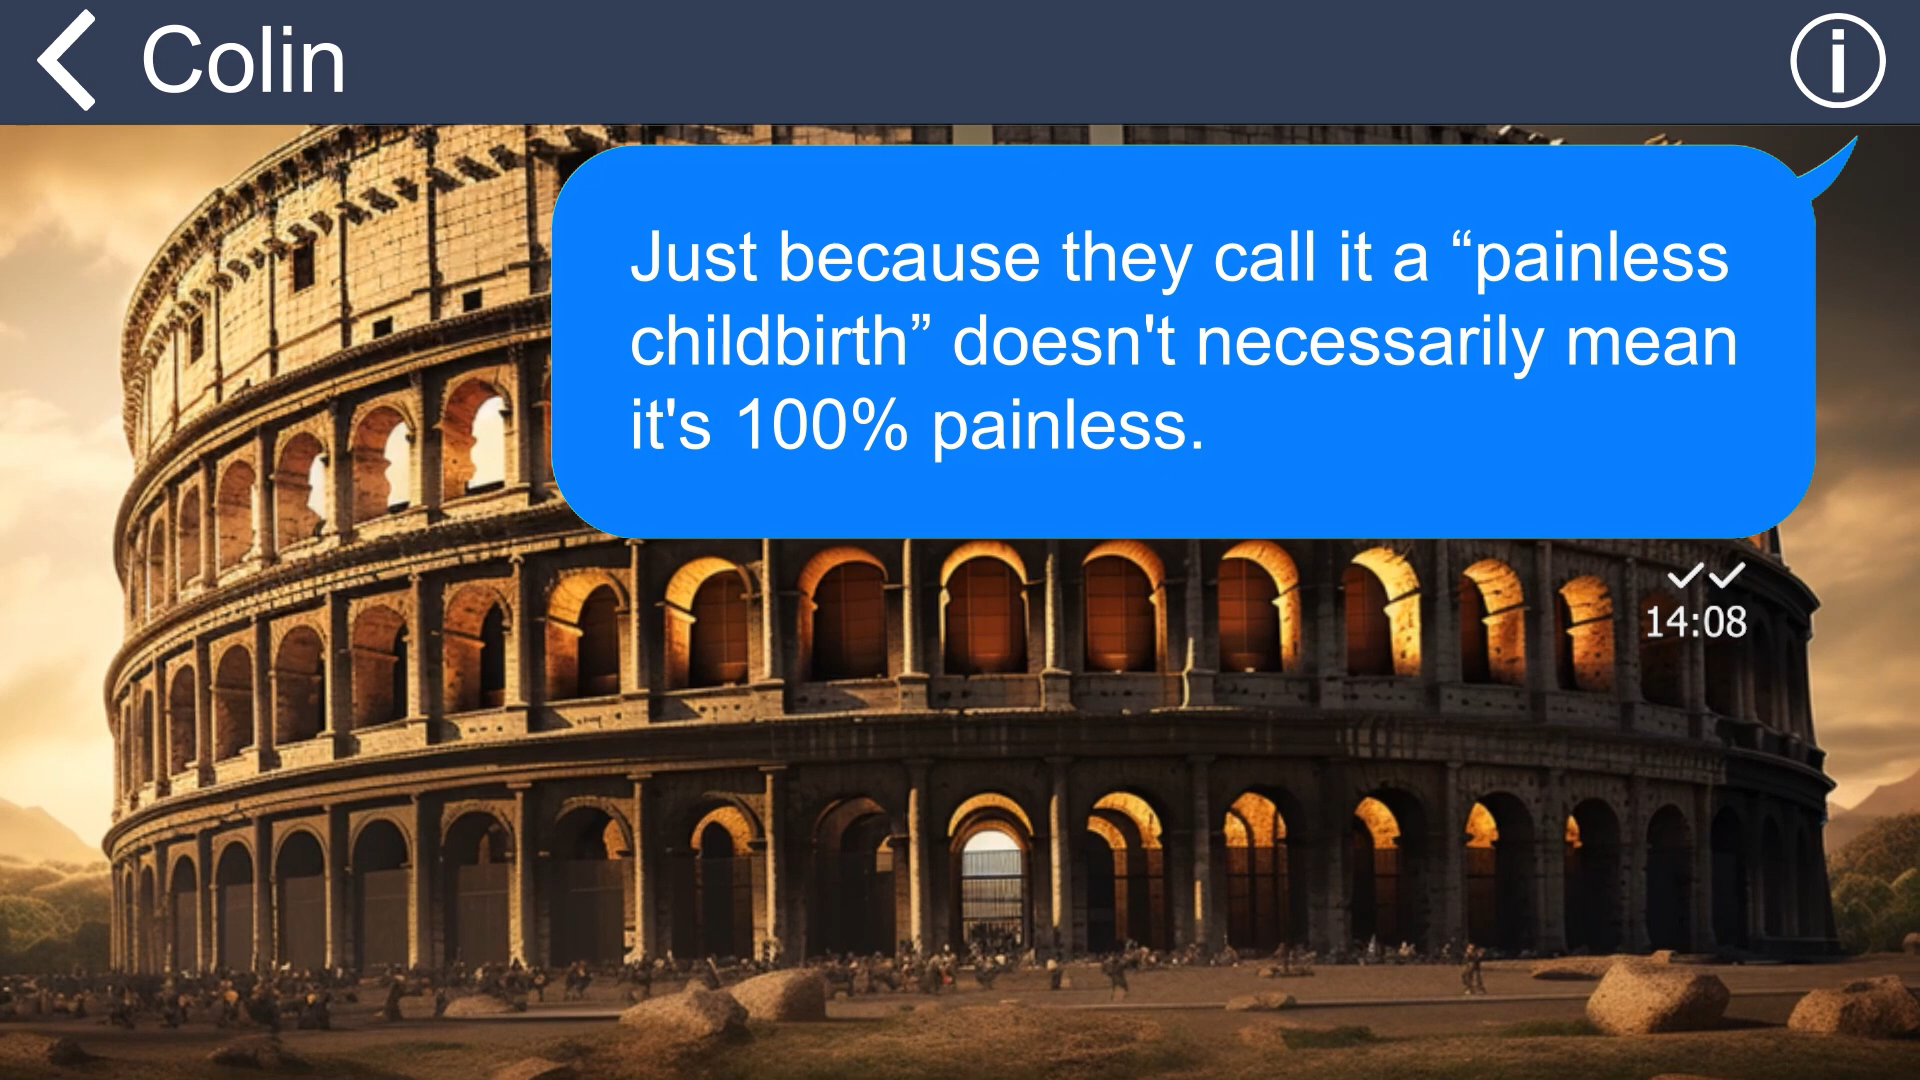 Colin
Just because they call it a “painless
childbirth” doesn't necessarily mean
it's 100% painless.
14:08